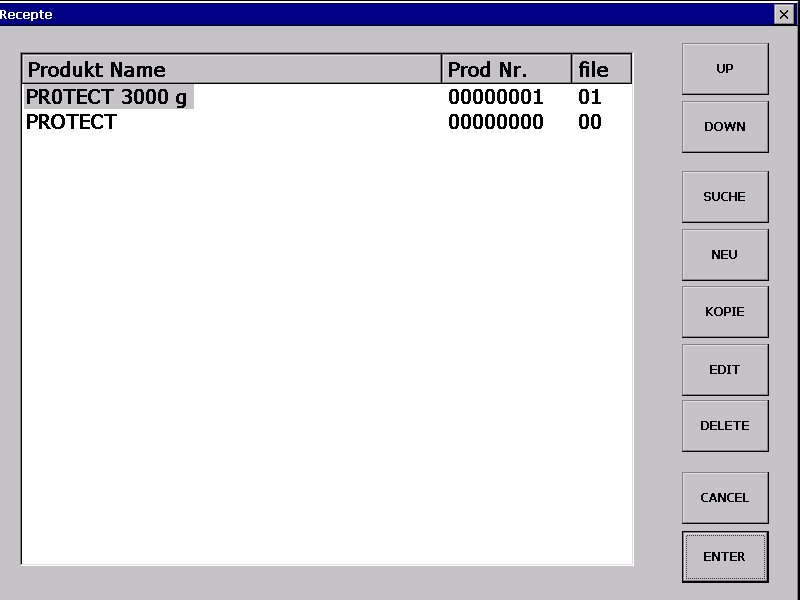 Recepte
Produkt Name Prod Nr. file
PR0TECT 3000 g 00000001 01
PROTECT 00000000 00
UP
DOWN
SUCHE
NEU
KOPIE
EDIT
DELETE
CANCEL
ENTER